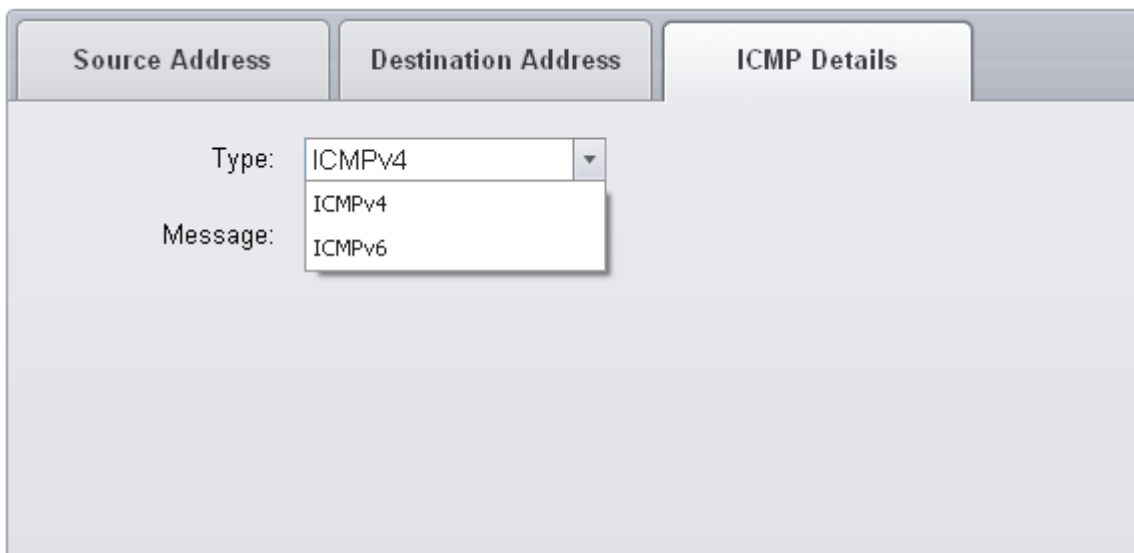 Source Address
Destination Address
ICMP Details
Type:
ICMPv4
ICMPv4
Message:
ICMPv6